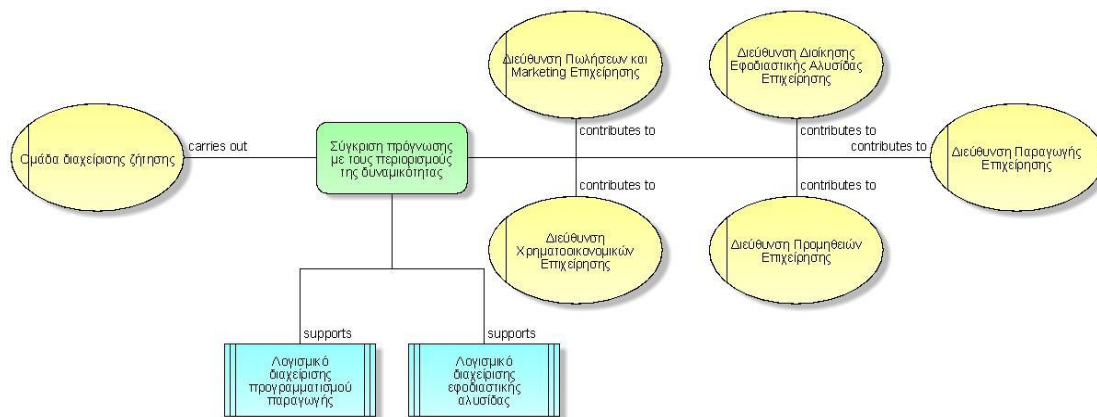 Διεύθυνση Πωλήσεων και
Marketing Επιχείρησης
Διεύθυνση Διοίκησης
Εφοδιαστικής Αλυσίδας
Επιχείρησης
contributes to
contributes to
Ομάδα διαχείρισης ζήτησης
carries out
Σύγκριση πρόγνωσης
με τους περιορισμούς
της δυναμικότητας
contributes to
Διεύθυνση Παραγωγής
Επιχείρησης
contributes to
contributes to
Διεύθυνση
Χρηματοοικονομικών
Επιχείρησης
Διεύθυνση Προμηθειών
Επιχείρησης
supports
supports
Λογισμικό
διαχείρισης
προγραμματισμού
παραγωγής
Λογισμικό
διαχείρισης
εφοδιαστικής
αλυσίδας